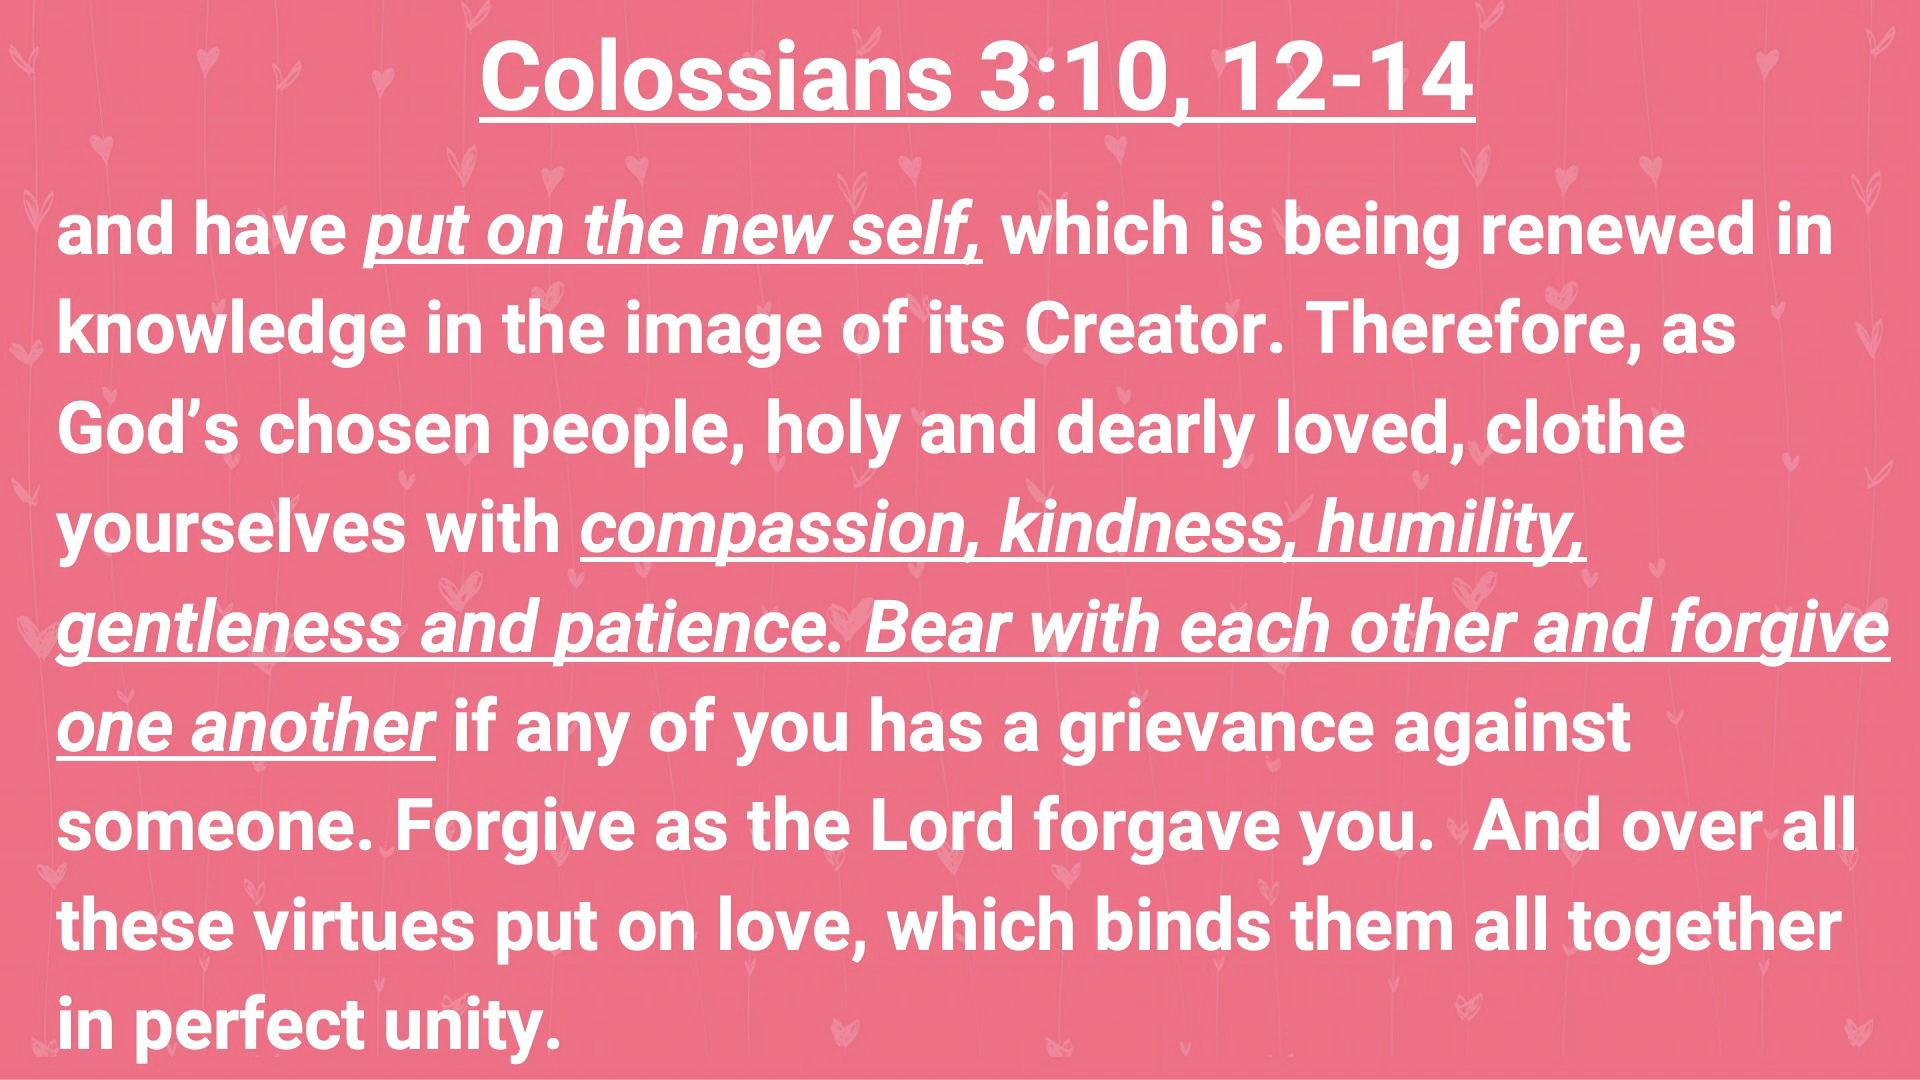 Colossians 3:10, 12-14
and have put on the new self, which is being renewed in
knowledge in the image of its Creator. Therefore, as
God’s chosen people, holy and dearly loved, clothe
yourselves with compassion, kindness, humility,
gentleness and patience. Bear with each other and forgive
one another if any of you has a grievance against
someone. Forgive as the Lord forgave you.  And over all
these virtues put on love, which binds them all together
in perfect unity.